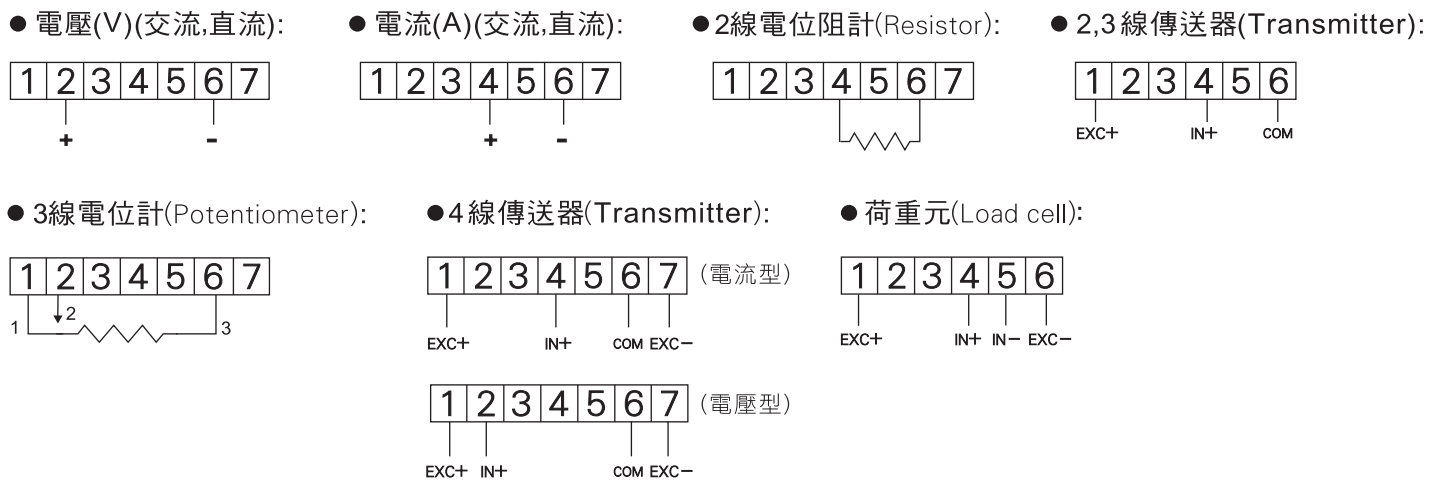 ● 電壓(V)(交流,直流):
1 2 3 4 5 6 7
+ -
● 電流(A)(交流,直流):
1 2 3 4 5 6 7
+ -
●2線電位阻計(Resistor):
1 2 3 4 5 6 7
● 2,3線傳送器(Transmitter):
1 2 3 4 5 6
EXC+ IN+ COM
● 3線電位計(Potentiometer):
1 2 3 4 5 6 7
1 2 3
●4線傳送器(Transmitter):
1 2 3 4 5 6 7 (電流型)
EXC+ IN+ COM EXC-
1 2 3 4 5 6 7 (電壓型)
EXC+ IN+ COM EXC-
● 荷重元(Load cell):
1 2 3 4 5 6
EXC+ IN+ IN- EXC-